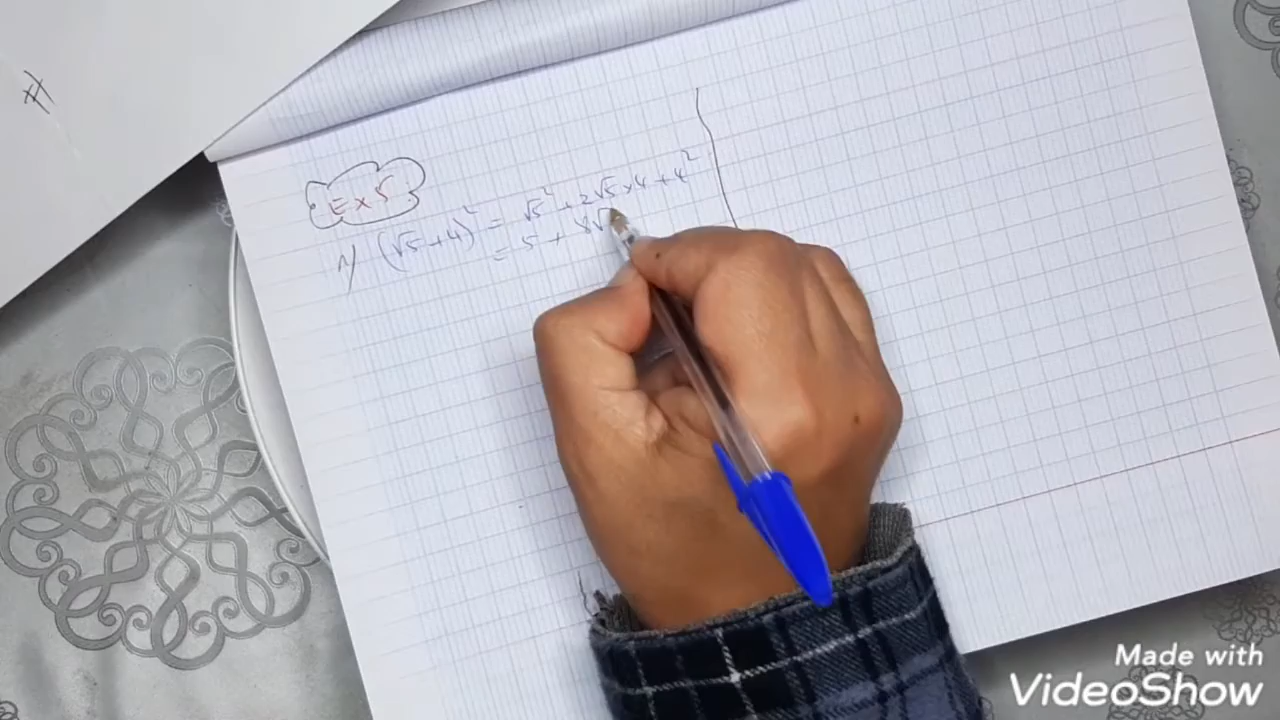 Ex 5
1) (√5+4)² = √5² + 2√5 × 4 + 4²
= 5 + 8√
Made with
VideoShow